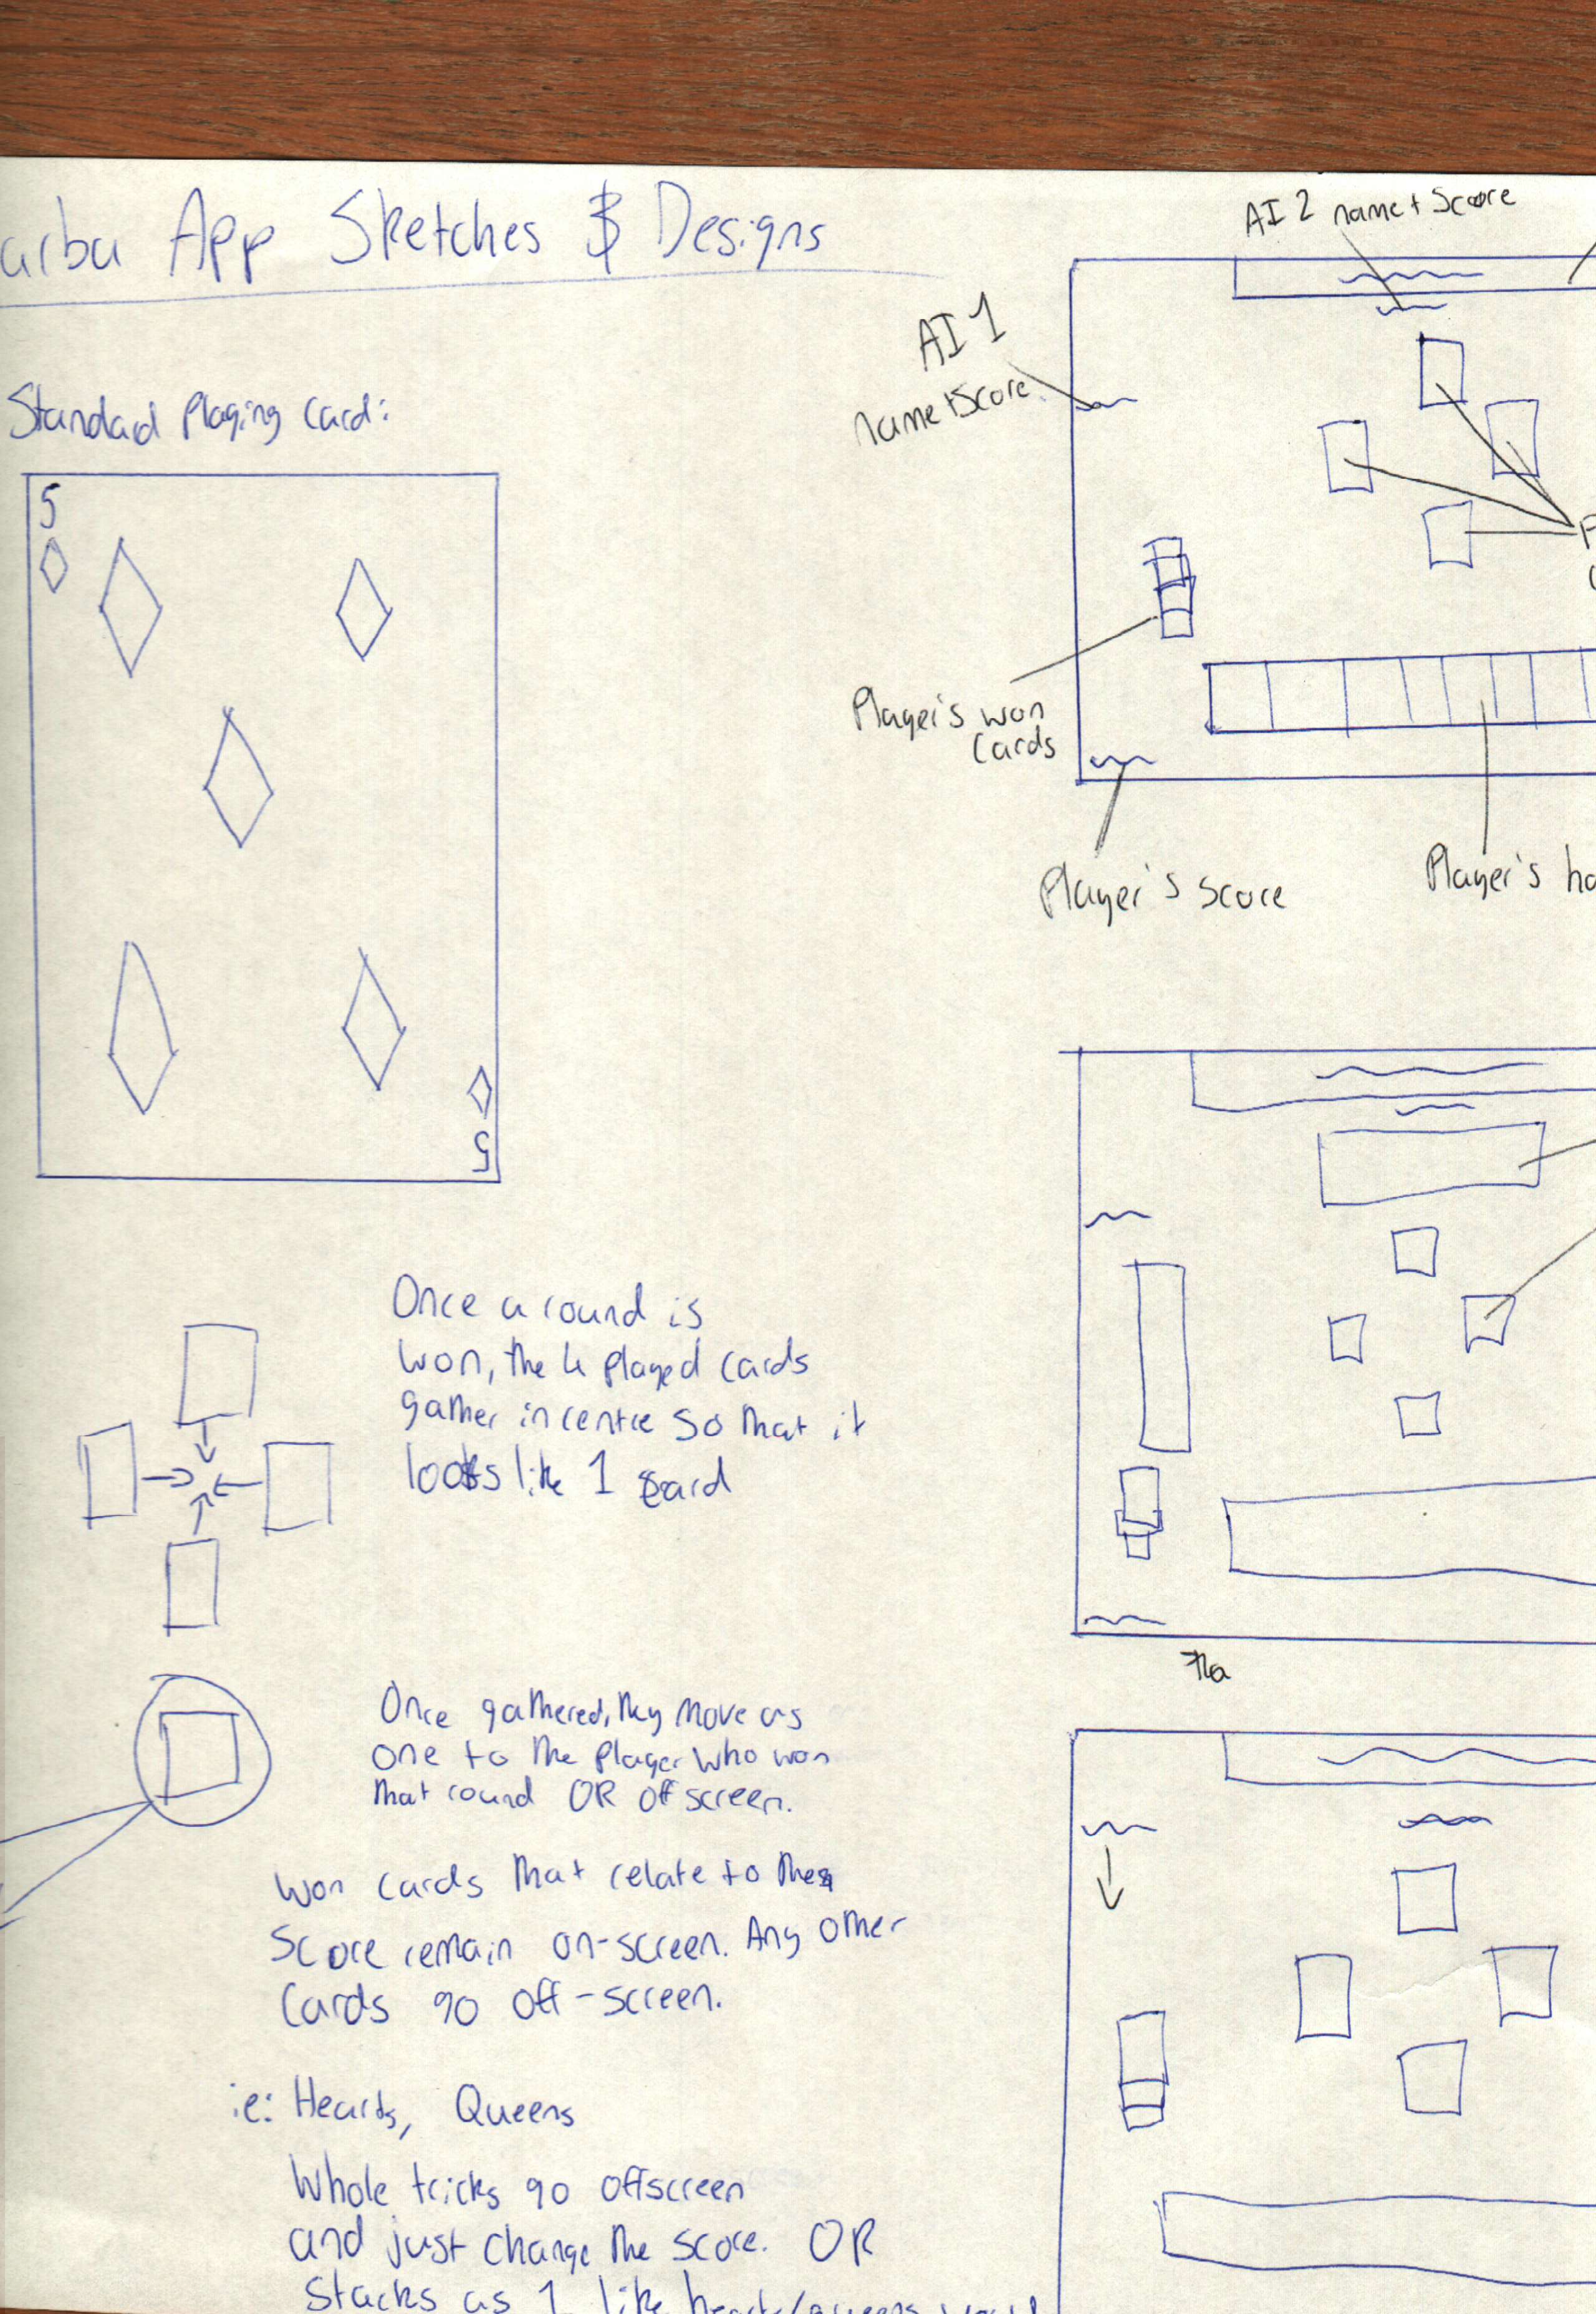 arba App Sketches & Designs
Standard Playing Card:
5
5
Once a round is
won, the 4 played cards
gather in centre so that it
looks like 1 card
Once gathered, they move as
one to the player who won
that round OR off screen.
Won cards that relate to the
score remain on-screen. Any other
cards go off-screen.
ie: Hearts, Queens
Whole tricks go offscreen
and just change the score. OR
Stacks as 1 like hearts/queens
AI 2 name + Score
AI 1
name + Score.
Player's won
cards
Player's score
Player's ha